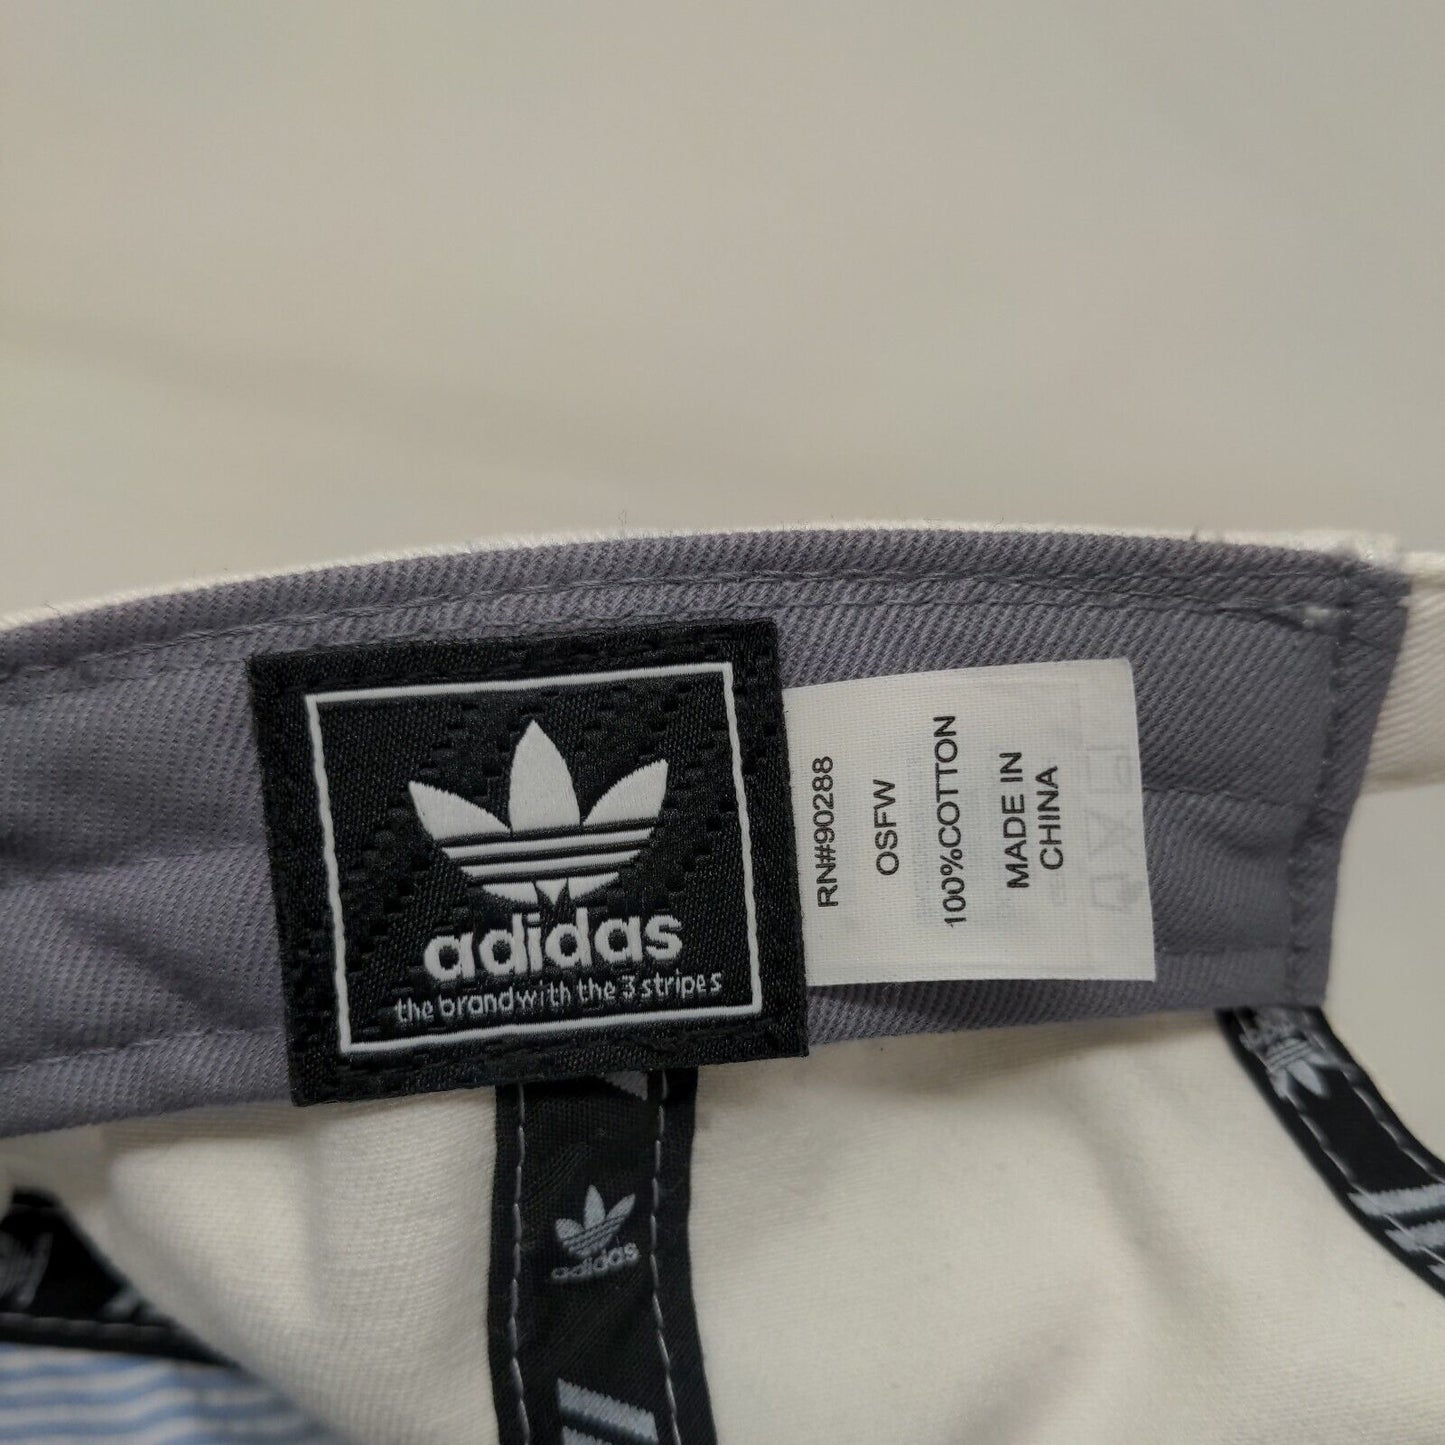 adidas
the brand with the 3 stripes
RN#90288
OSFW
100%COTTON
MADE IN
CHINA
adidas